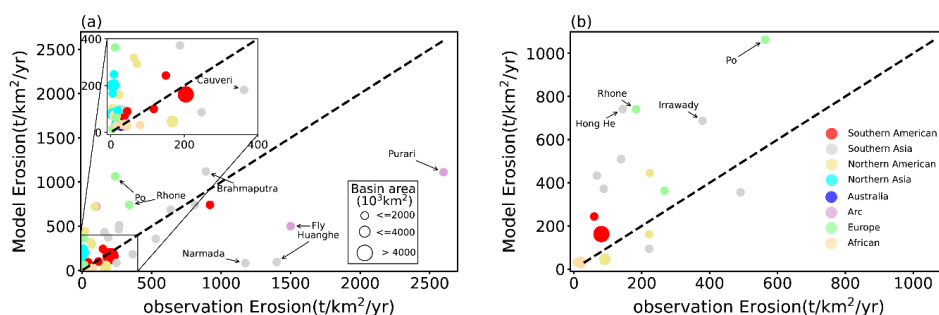 (a)
Model Erosion(t/km²/yr)
2500
2000
1500
1000
500
0
400
200
0
0
200
400
Cauveri
Purari
Po
Rhone
Brahmaputra
Fly
Huanghe
Narmada
Basin area
(10³km²)
<=2000
<=4000
> 4000
0
500
1000
1500
2000
2500
observation Erosion(t/km²/yr)
(b)
Model Erosion(t/km²/yr)
1000
800
600
400
200
0
Po
Rhone
Irrawady
Hong He
Southern American
Southern Asia
Northern American
Northern Asia
Australia
Arc
Europe
African
0
200
400
600
800
1000
observation Erosion(t/km²/yr)